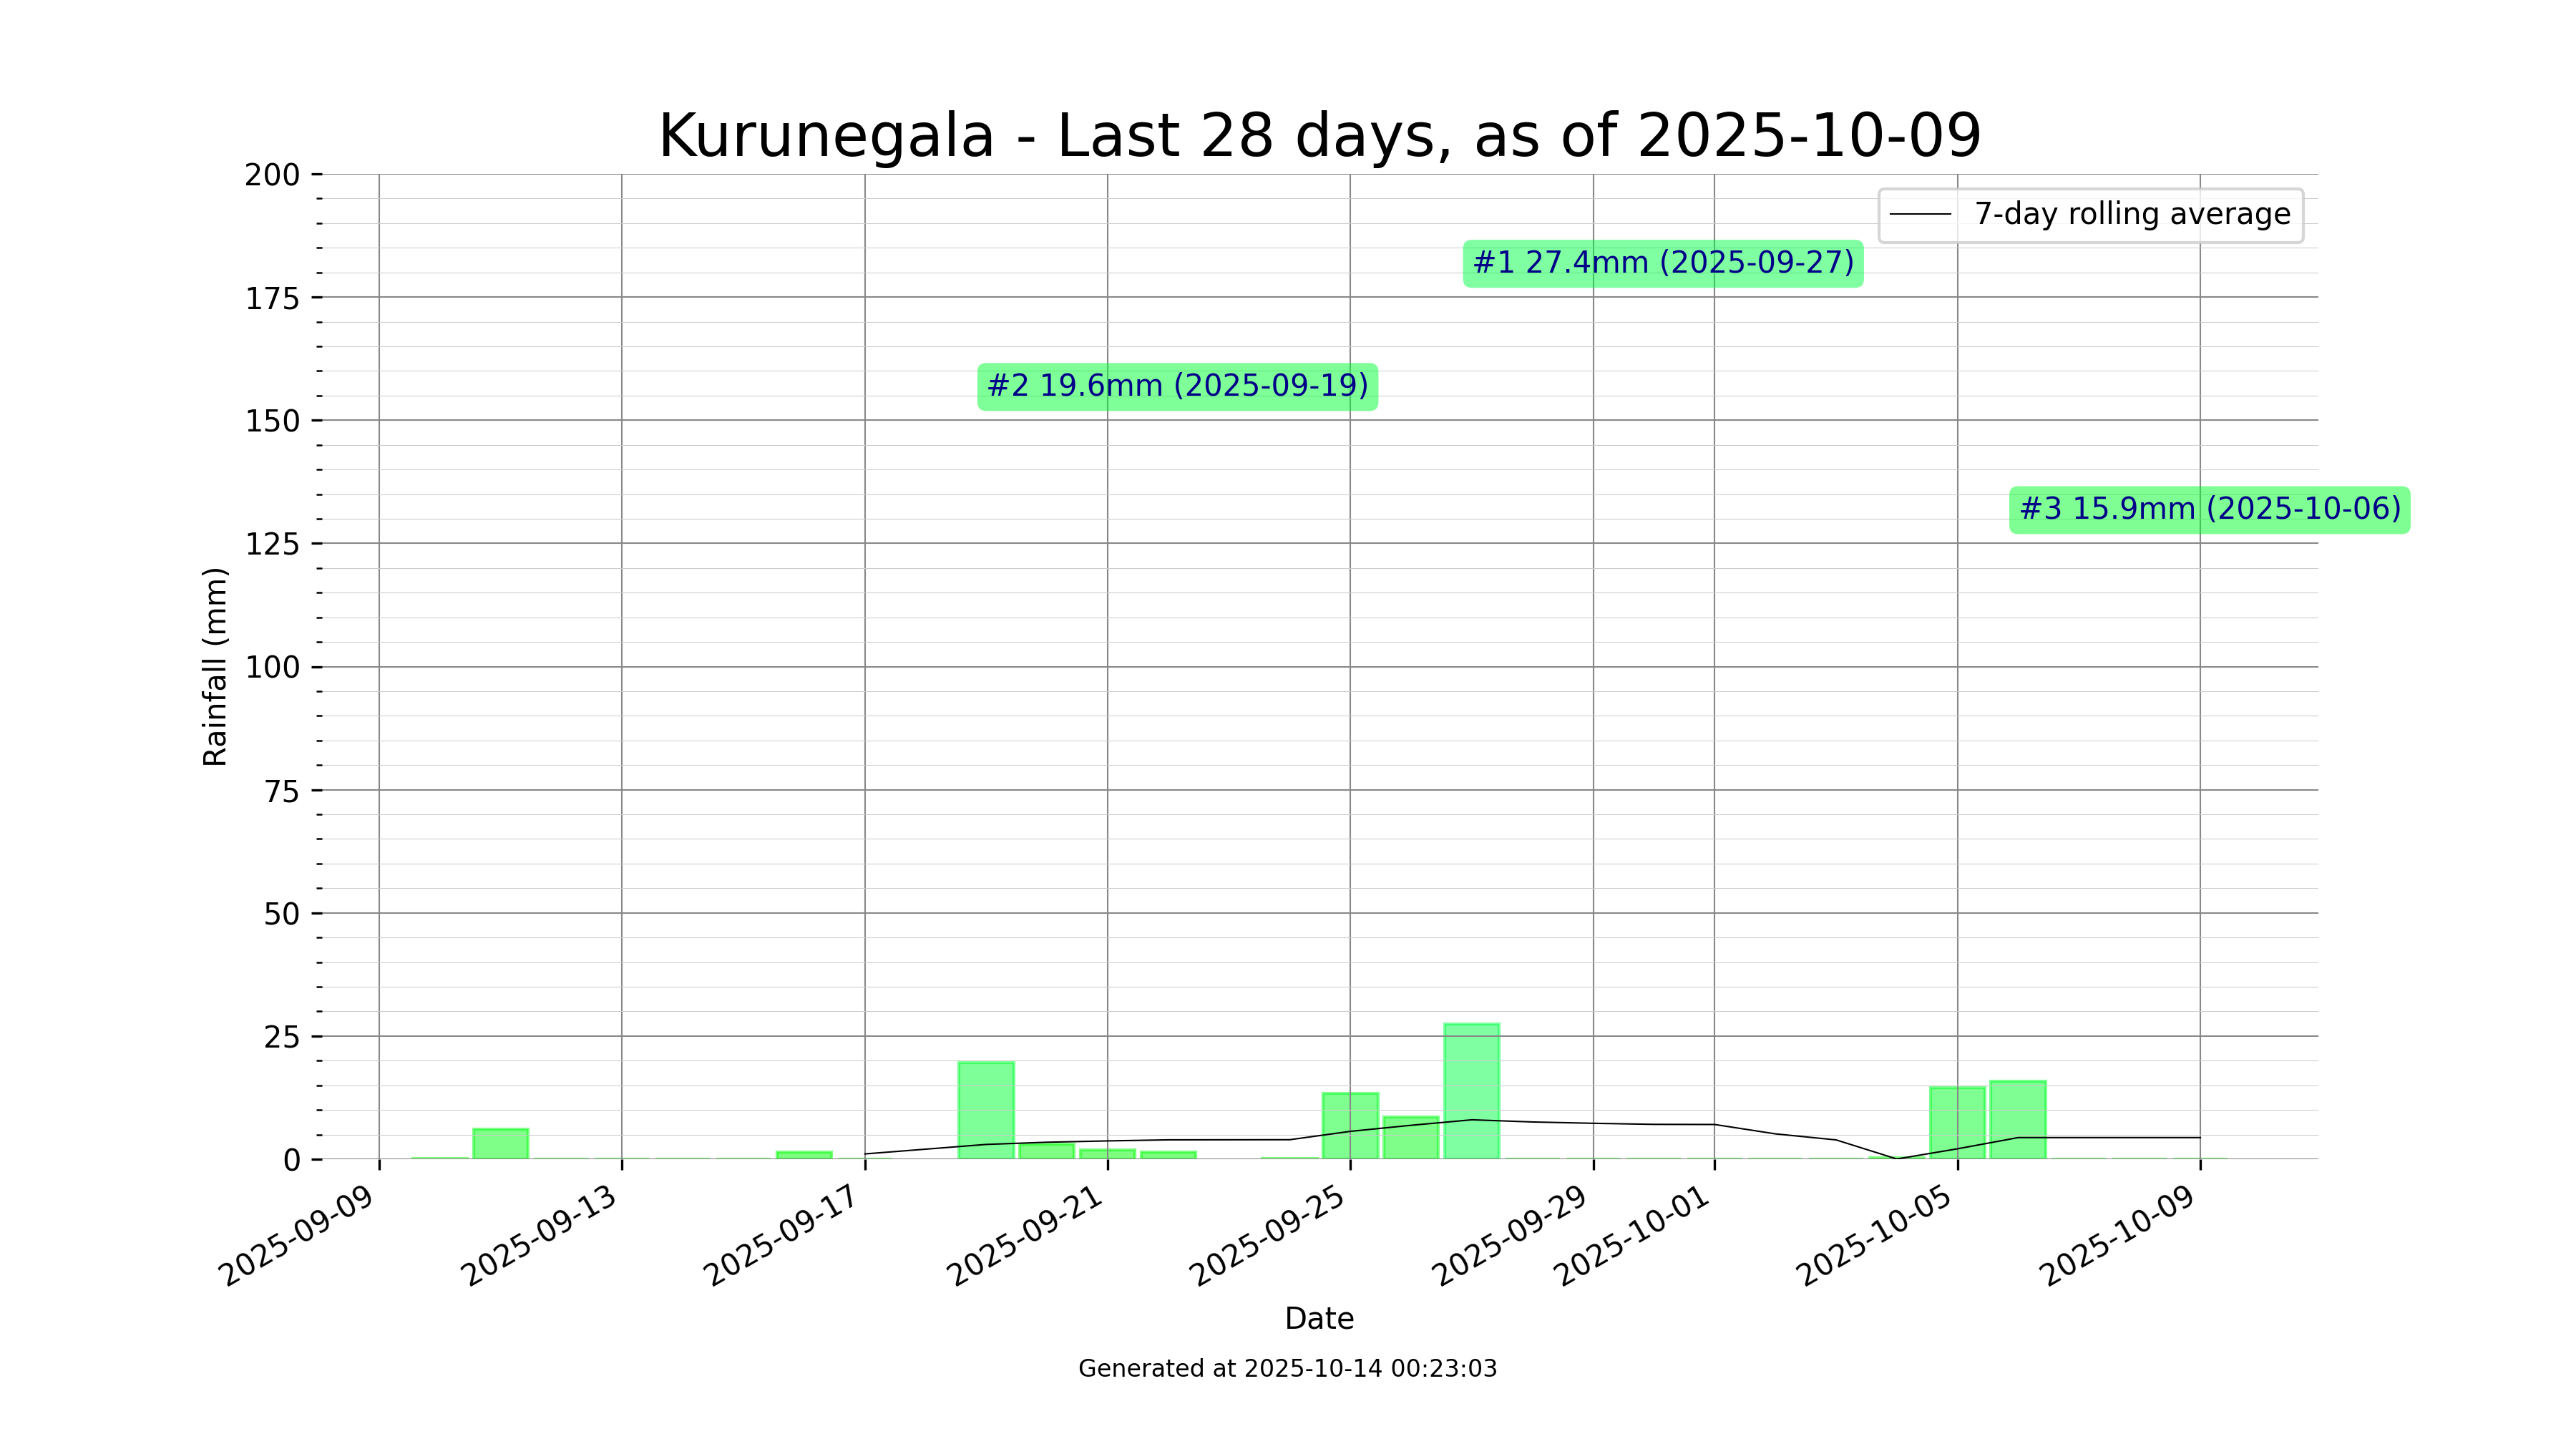 Kurunegala - Last 28 days, as of 2025-10-09
7-day rolling average
#1 27.4mm (2025-09-27)
#2 19.6mm (2025-09-19)
#3 15.9mm (2025-10-06)
Rainfall (mm)
200
175
150
125
100
75
50
25
0
2025-09-09
2025-09-13
2025-09-17
2025-09-21
2025-09-25
2025-09-29
2025-10-01
2025-10-05
2025-10-09
Date
Generated at 2025-10-14 00:23:03